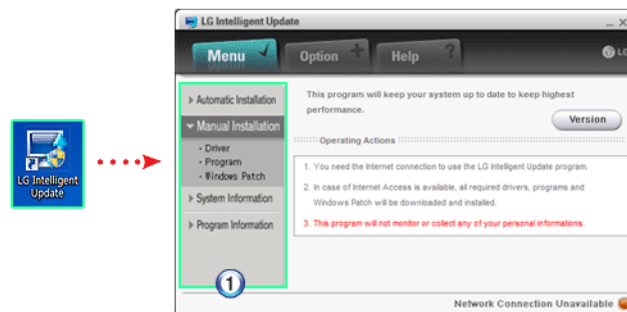 LG Intelligent Update
Menu
Option
Help
LG
Automatic Installation
Manual Installation
- Driver
- Program
- Windows Patch
System Information
Program Information
1
This program will keep your system up to date to keep highest
performance.
Version
Operating Actions
1. You need the Internet connection to use the LG Intelligent Update program.
2. In case of Internet Access is available, all required drivers, programs and
Windows Patch will be downloaded and installed.
3. This program will not monitor or collect any of your personal informations.
Network Connection Unavailable
LG Intelligent
Update